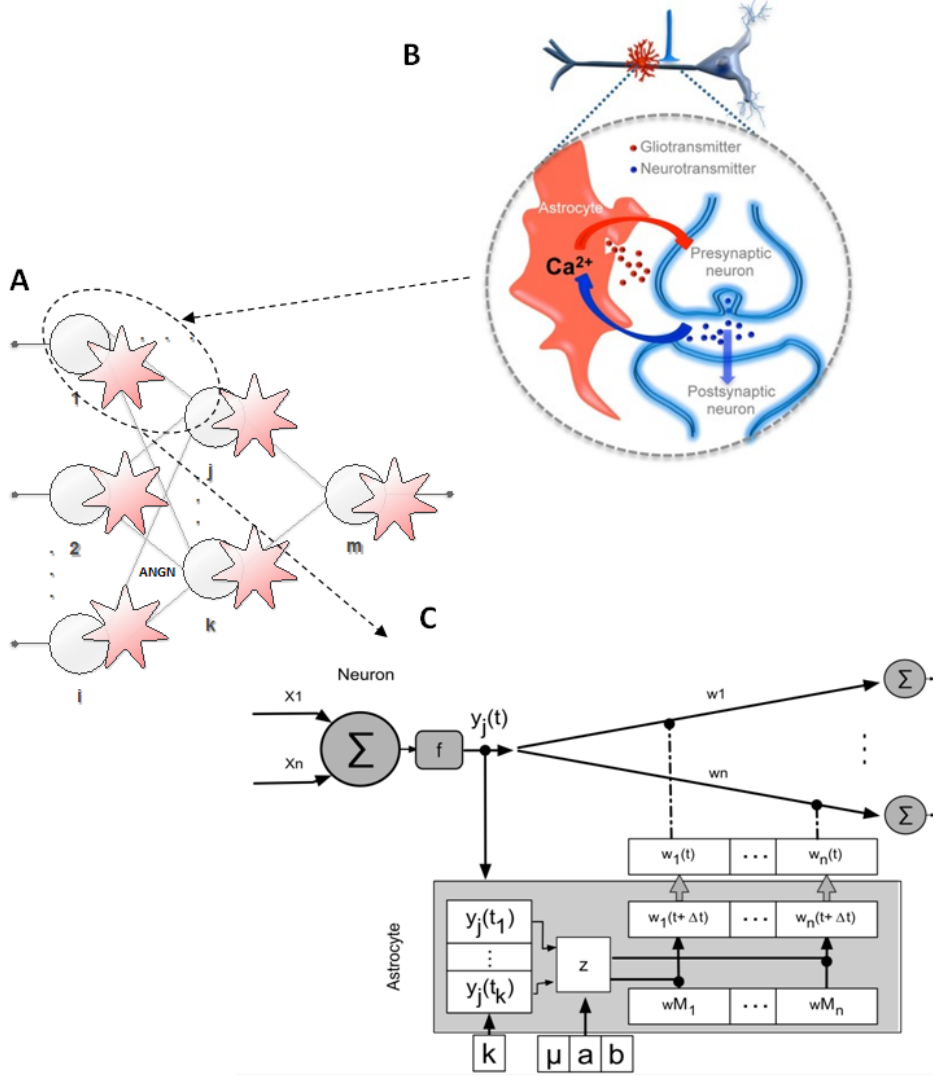 B
Gliotransmitter
Neurotransmitter
Astrocyte
Ca2+
Presynaptic
neuron
Postsynaptic
neuron
A
1
j
2
m
ANGN
k
i
C
Neuron
X1
Xn
Σ
f
yj(t)
w1
wn
Σ
Σ
w1(t) ... wn(t)
Astrocyte
yj(t1)
yj(tk)
z
w1(t+ Δt) ... wn(t+ Δt)
wM1 ... wMn
k
μ a b